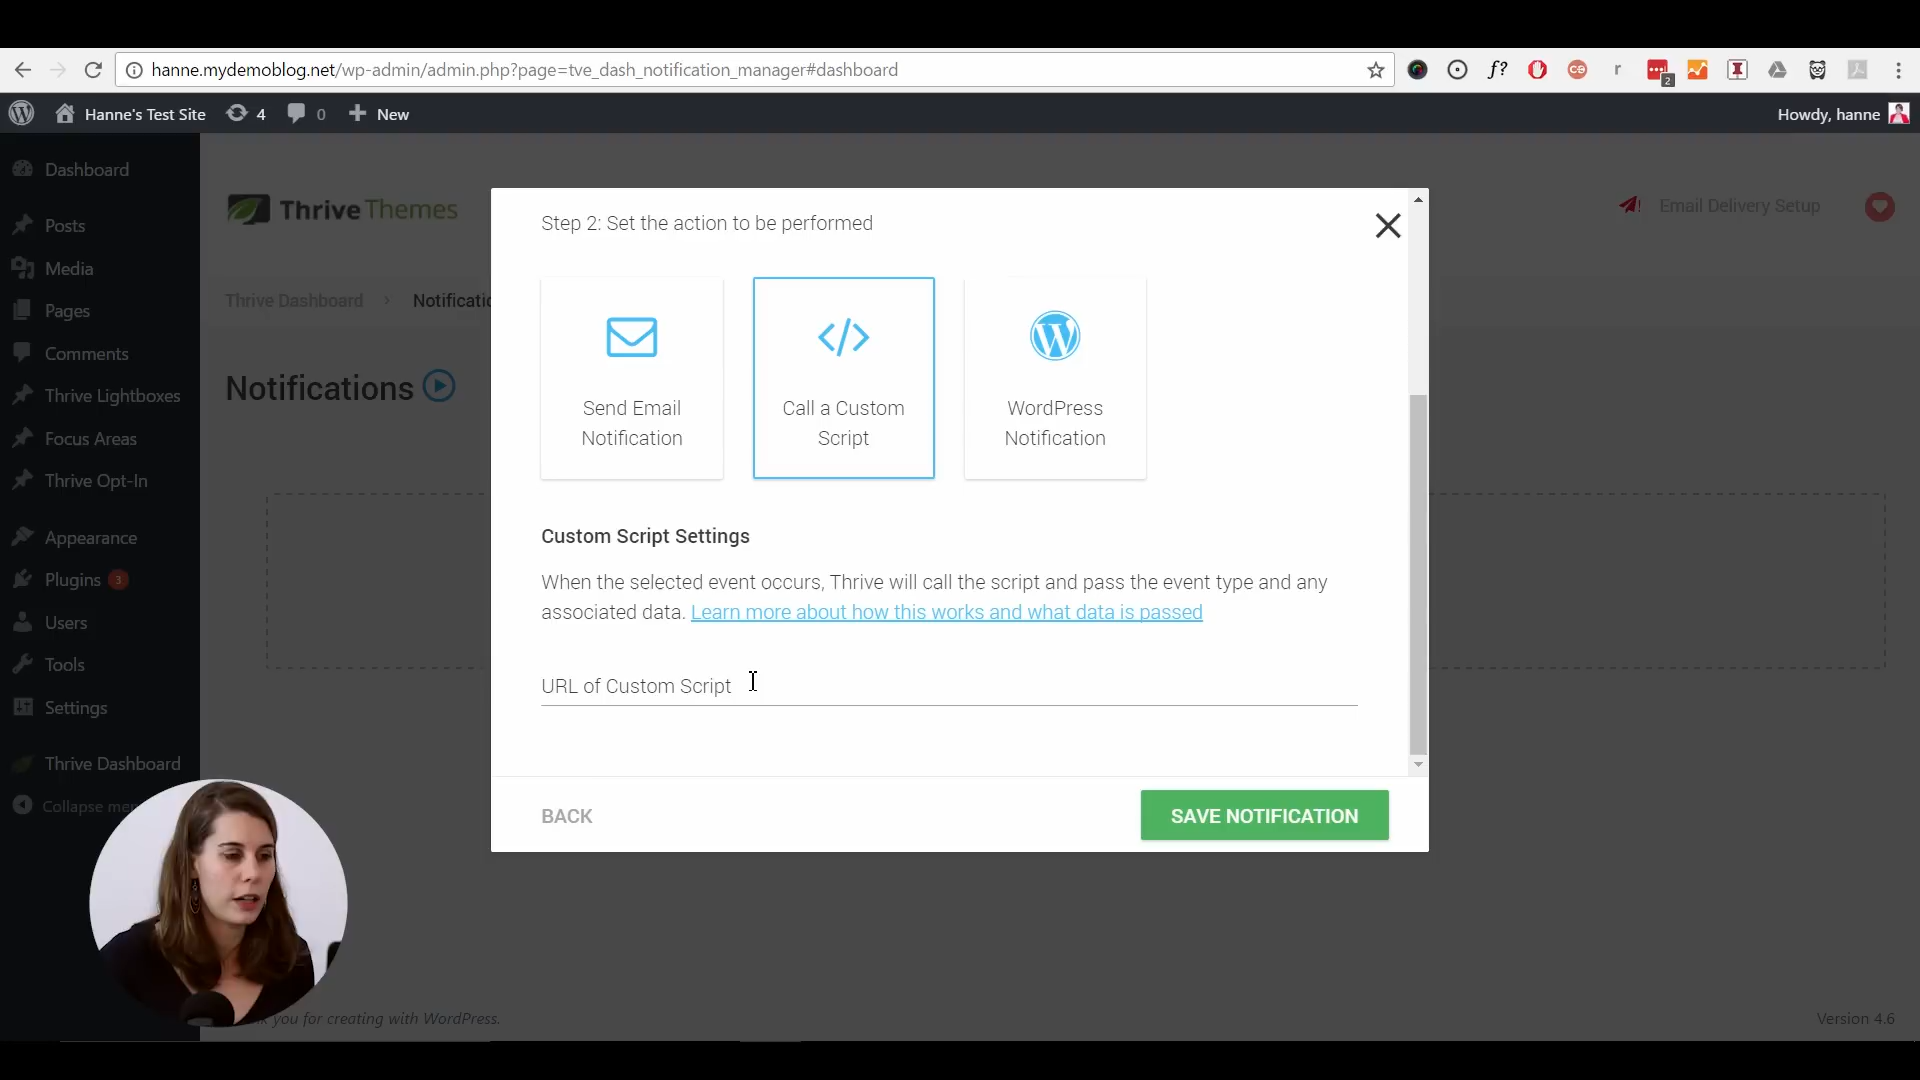 hanne.mydemoblog.net/wp-admin/admin.php?page=tve_dash_notification_manager#dashboard
f?
CB
r
2
Hanne's Test Site
4
0
New
Howdy, hanne
Dashboard
Posts
Media
Pages
Comments
Thrive Lightboxes
Focus Areas
Thrive Opt-In
Appearance
Plugins 3
Users
Tools
Settings
Thrive Dashboard
Collapse men
Thrive Themes
Email Delivery Setup
Thrive Dashboard > Notificatio
Notifications
Step 2: Set the action to be performed
Send Email
Notification
Call a Custom
Script
WordPress
Notification
Custom Script Settings
When the selected event occurs, Thrive will call the script and pass the event type and any
associated data. Learn more about how this works and what data is passed
URL of Custom Script
BACK
SAVE NOTIFICATION
you for creating with WordPress.
Version 4.6